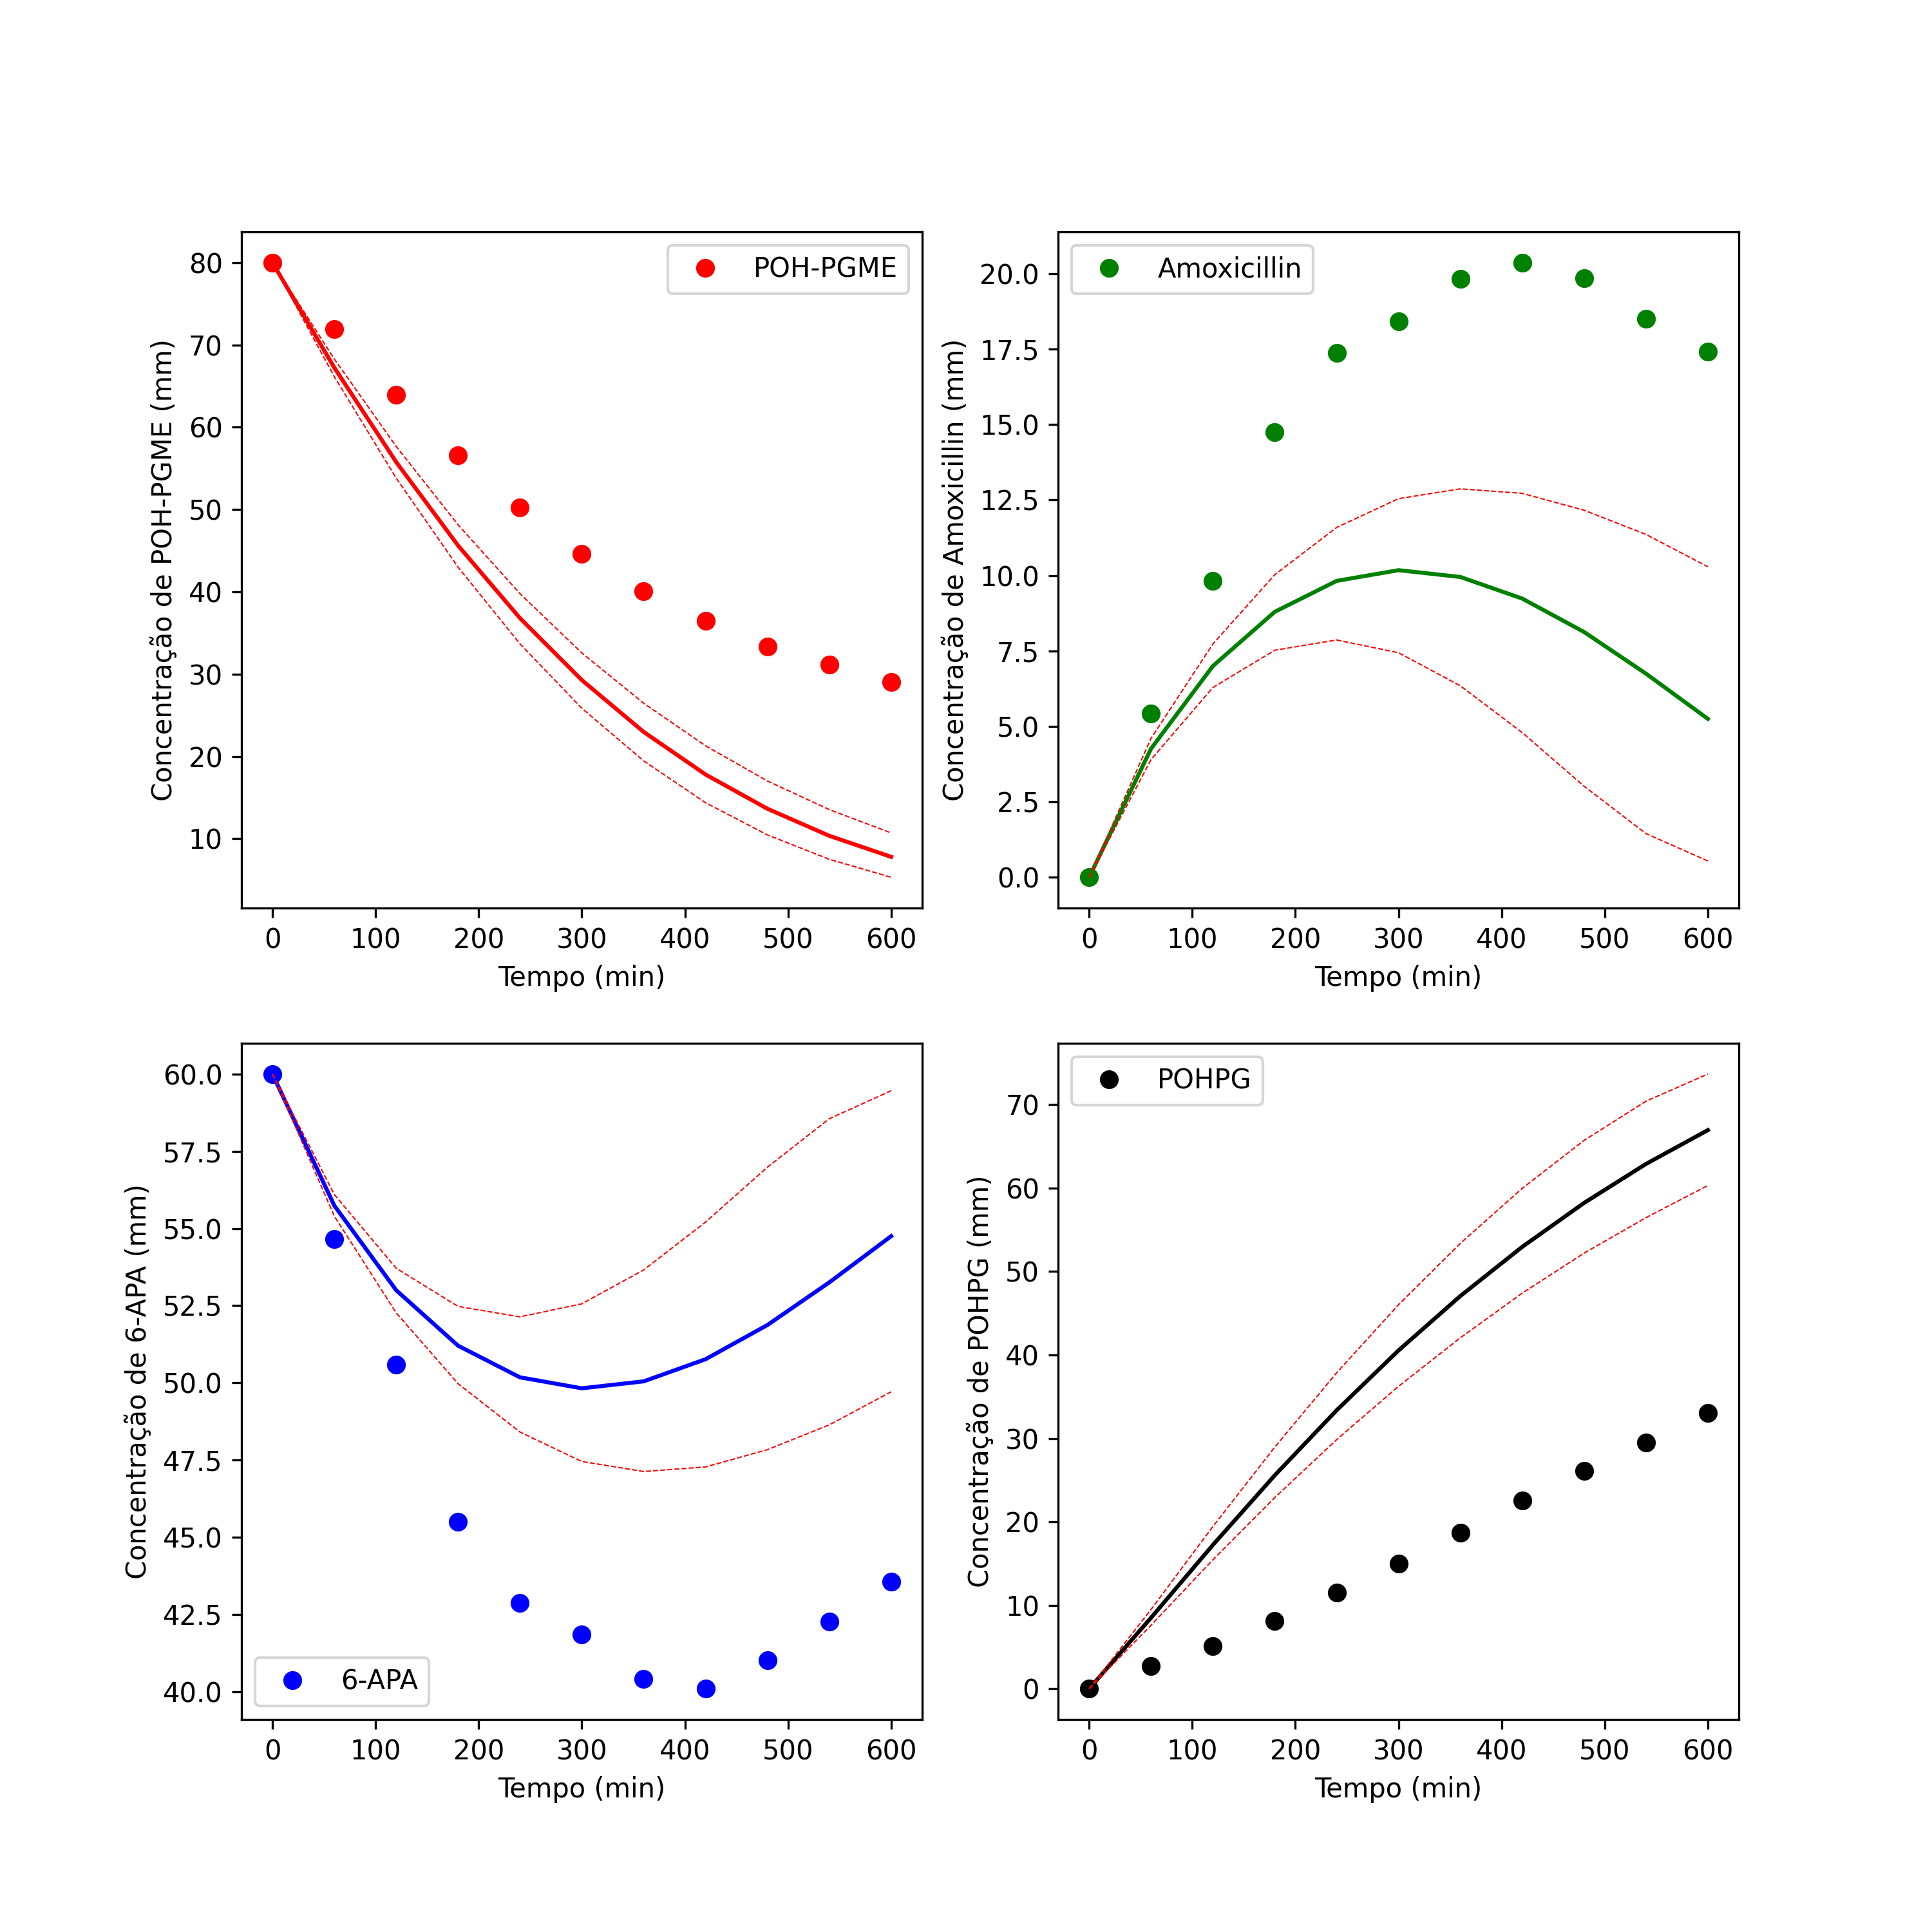 POH-PGME
Concentração de POH-PGME (mm)
80
70
60
50
40
30
20
10
0 100 200 300 400 500 600
Tempo (min)
Amoxicillin
Concentração de Amoxicillin (mm)
20.0
17.5
15.0
12.5
10.0
7.5
5.0
2.5
0.0
0 100 200 300 400 500 600
Tempo (min)
6-APA
Concentração de 6-APA (mm)
60.0
57.5
55.0
52.5
50.0
47.5
45.0
42.5
40.0
0 100 200 300 400 500 600
Tempo (min)
POHPG
Concentração de POHPG (mm)
70
60
50
40
30
20
10
0
0 100 200 300 400 500 600
Tempo (min)